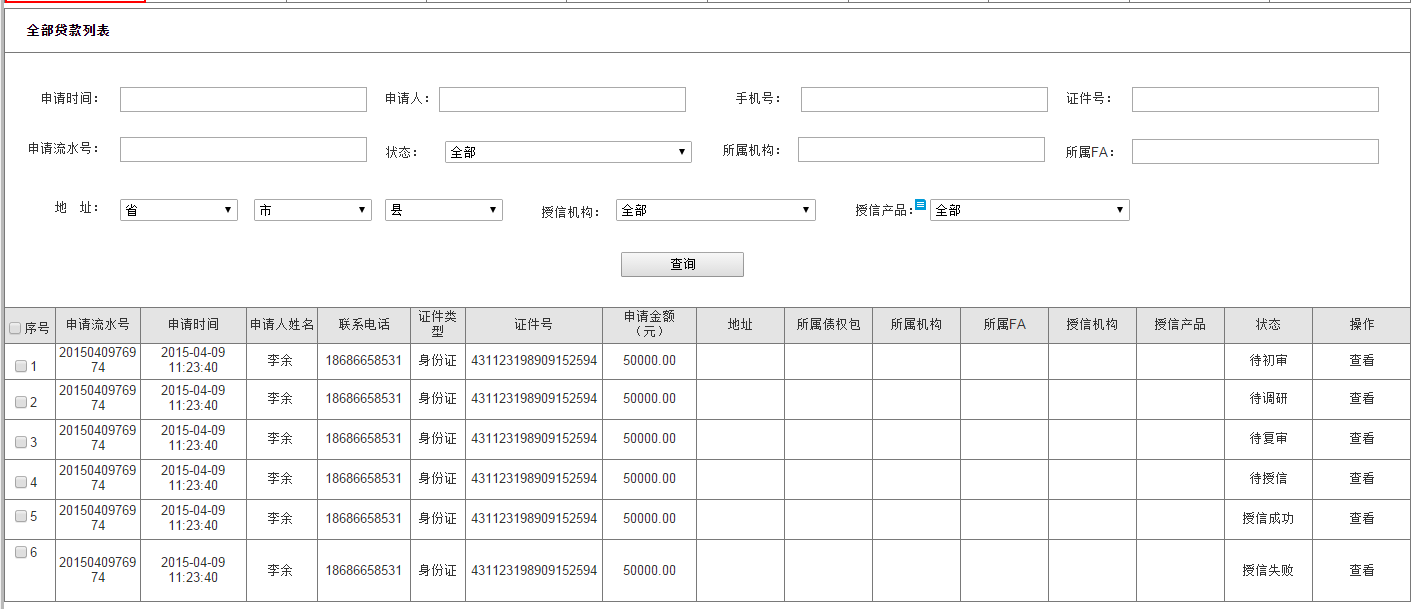 全部贷款列表
申请时间： 申请人： 手机号： 证件号：
申请流水号： 状态： 全部 所属机构： 所属FA：
地 址： 省 市 县 授信机构： 全部 授信产品： 全部
查询
序号 申请流水号 申请时间 申请人姓名 联系电话 证件类型 证件号 申请金额（元） 地址 所属债权包 所属机构 所属FA 授信机构 授信产品 状态 操作
1 2015040976974 2015-04-09 11:23:40 李余 18686658531 身份证 431123198909152594 50000.00 待初审 查看
2 2015040976974 2015-04-09 11:23:40 李余 18686658531 身份证 431123198909152594 50000.00 待调研 查看
3 2015040976974 2015-04-09 11:23:40 李余 18686658531 身份证 431123198909152594 50000.00 待复审 查看
4 2015040976974 2015-04-09 11:23:40 李余 18686658531 身份证 431123198909152594 50000.00 待授信 查看
5 2015040976974 2015-04-09 11:23:40 李余 18686658531 身份证 431123198909152594 50000.00 授信成功 查看
6 2015040976974 2015-04-09 11:23:40 李余 18686658531 身份证 431123198909152594 50000.00 授信失败 查看